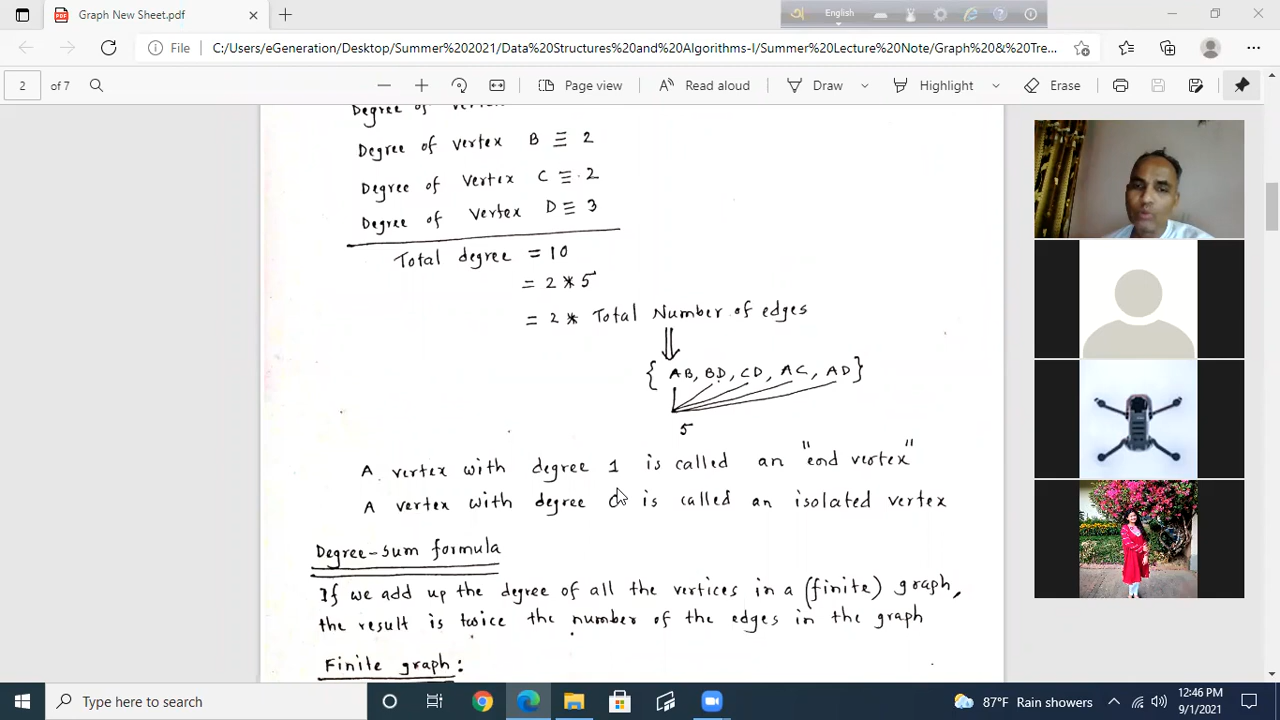 Graph New Sheet.pdf
English
File
C:/Users/eGeneration/Desktop/Summer%202021/Data%20Structures%20and%20Algorithms-I/Summer%20Lecture%20Note/Graph%20&%20Tre...
2 of 7
Page view
Read aloud
Draw
Highlight
Erase
Degree of vertex
Degree of vertex B ≡ 2
Degree of vertex C ≡ 2
Degree of vertex D ≡ 3
Total degree = 10
= 2 * 5
= 2 * Total Number of edges
{ AB, BD, CD, AC, AD }
5
A vertex with degree 1 is called an "end vertex"
A vertex with degree 0 is called an isolated vertex
Degree-sum formula
If we add up the degree of all the vertices in a (finite) graph,
the result is twice the number of the edges in the graph
Finite graph:
Type here to search
87°F Rain showers
12:46 PM
9/1/2021